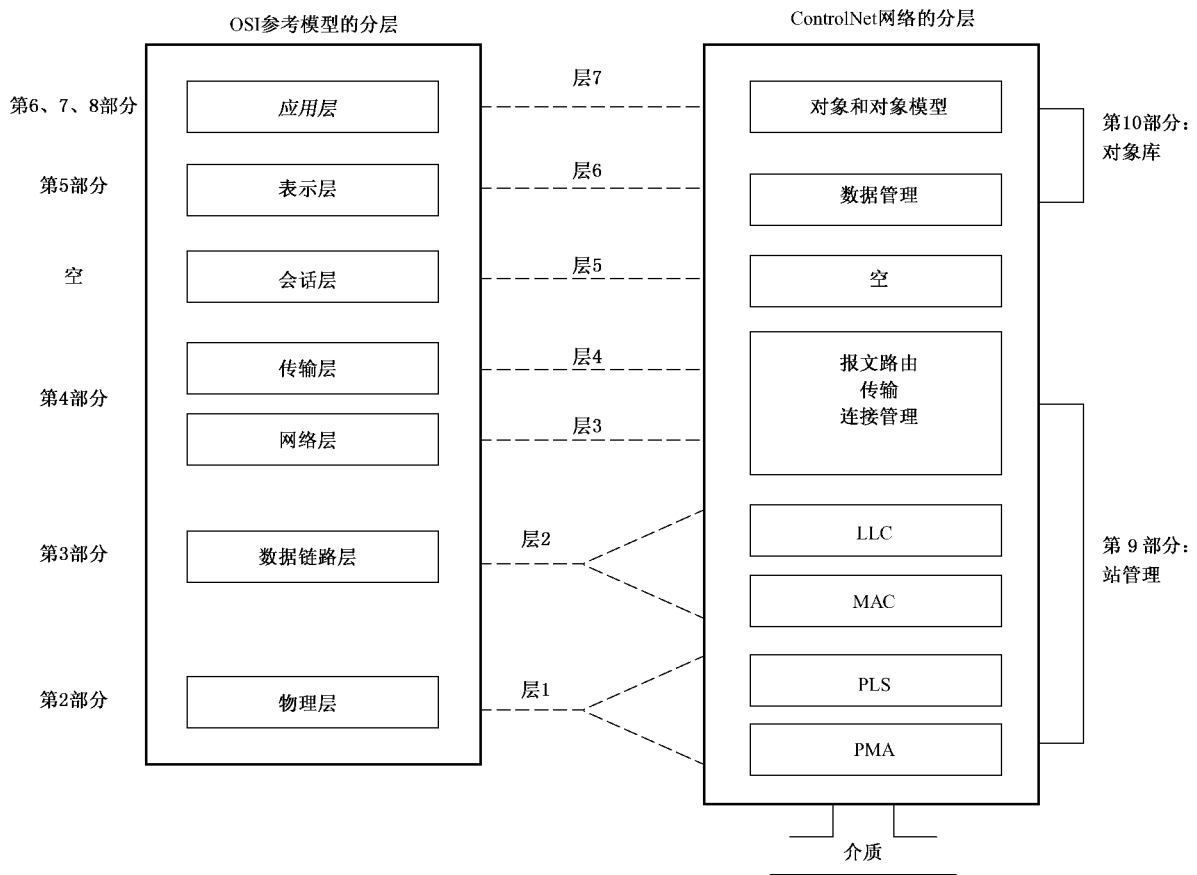 OSI参考模型的分层
ControlNet网络的分层
第6、7、8部分
应用层
层7
对象和对象模型
第10部分：
对象库
第5部分
表示层
层6
数据管理
空
会话层
层5
空
第4部分
传输层
层4
网络层
层3
报文路由
传输
连接管理
第3部分
数据链路层
层2
LLC
MAC
第 9 部分：
站管理
第2部分
物理层
层1
PLS
PMA
介质